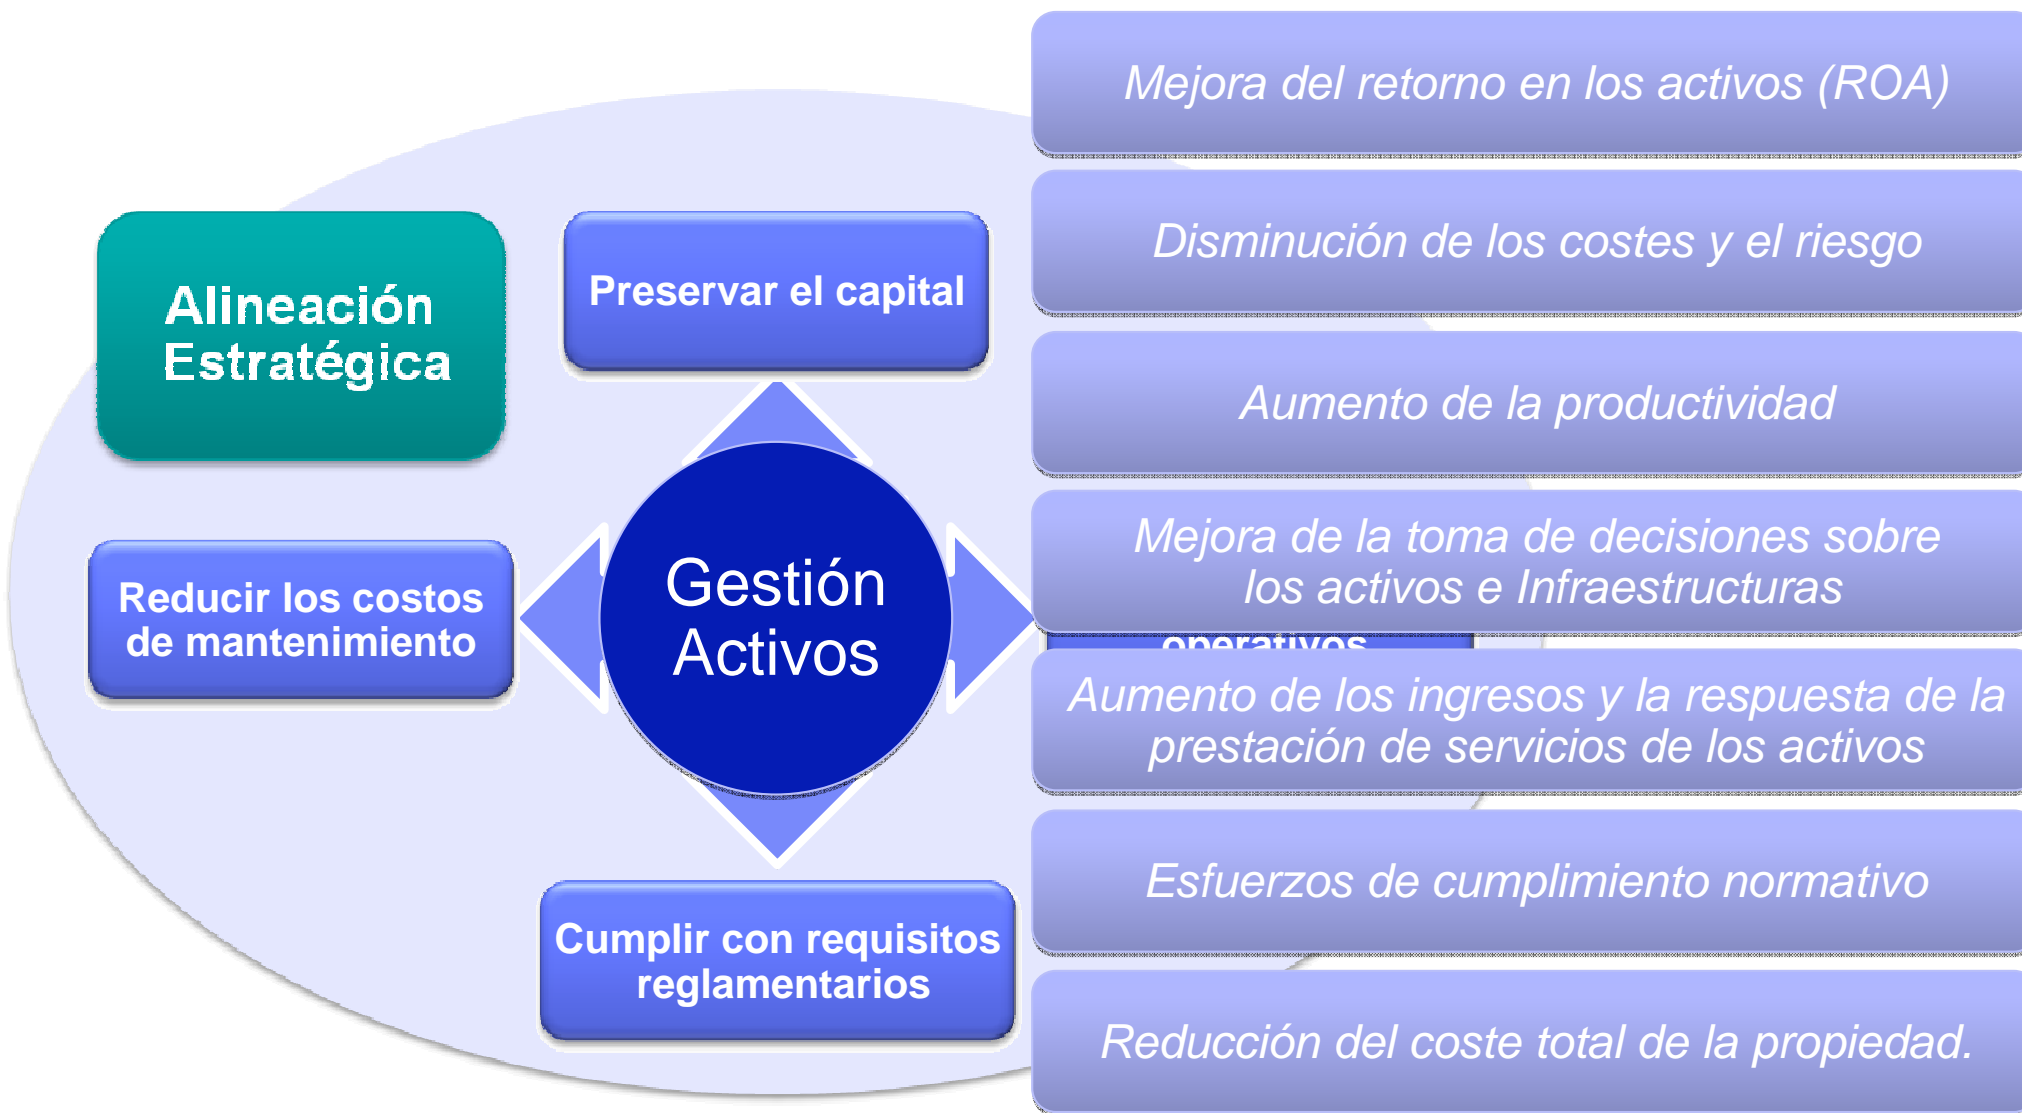 Alineación
Estratégica
Preservar el capital
Reducir los costos
de mantenimiento
Gestión
Activos
operativos
Cumplir con requisitos
reglamentarios
Mejora del retorno en los activos (ROA)
Disminución de los costes y el riesgo
Aumento de la productividad
Mejora de la toma de decisiones sobre
los activos e Infraestructuras
Aumento de los ingresos y la respuesta de la
prestación de servicios de los activos
Esfuerzos de cumplimiento normativo
Reducción del coste total de la propiedad.